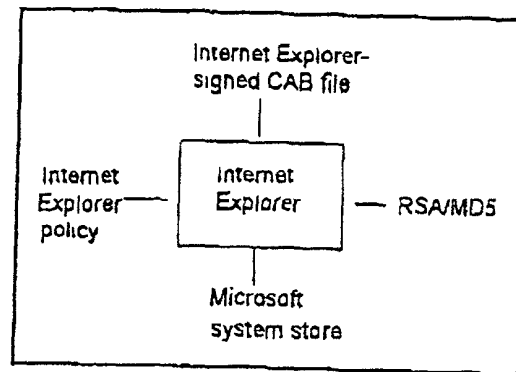 Internet Explorer-
signed CAB file
Internet
Explorer
policy
Internet
Explorer
RSA/MD5
Microsoft
system store